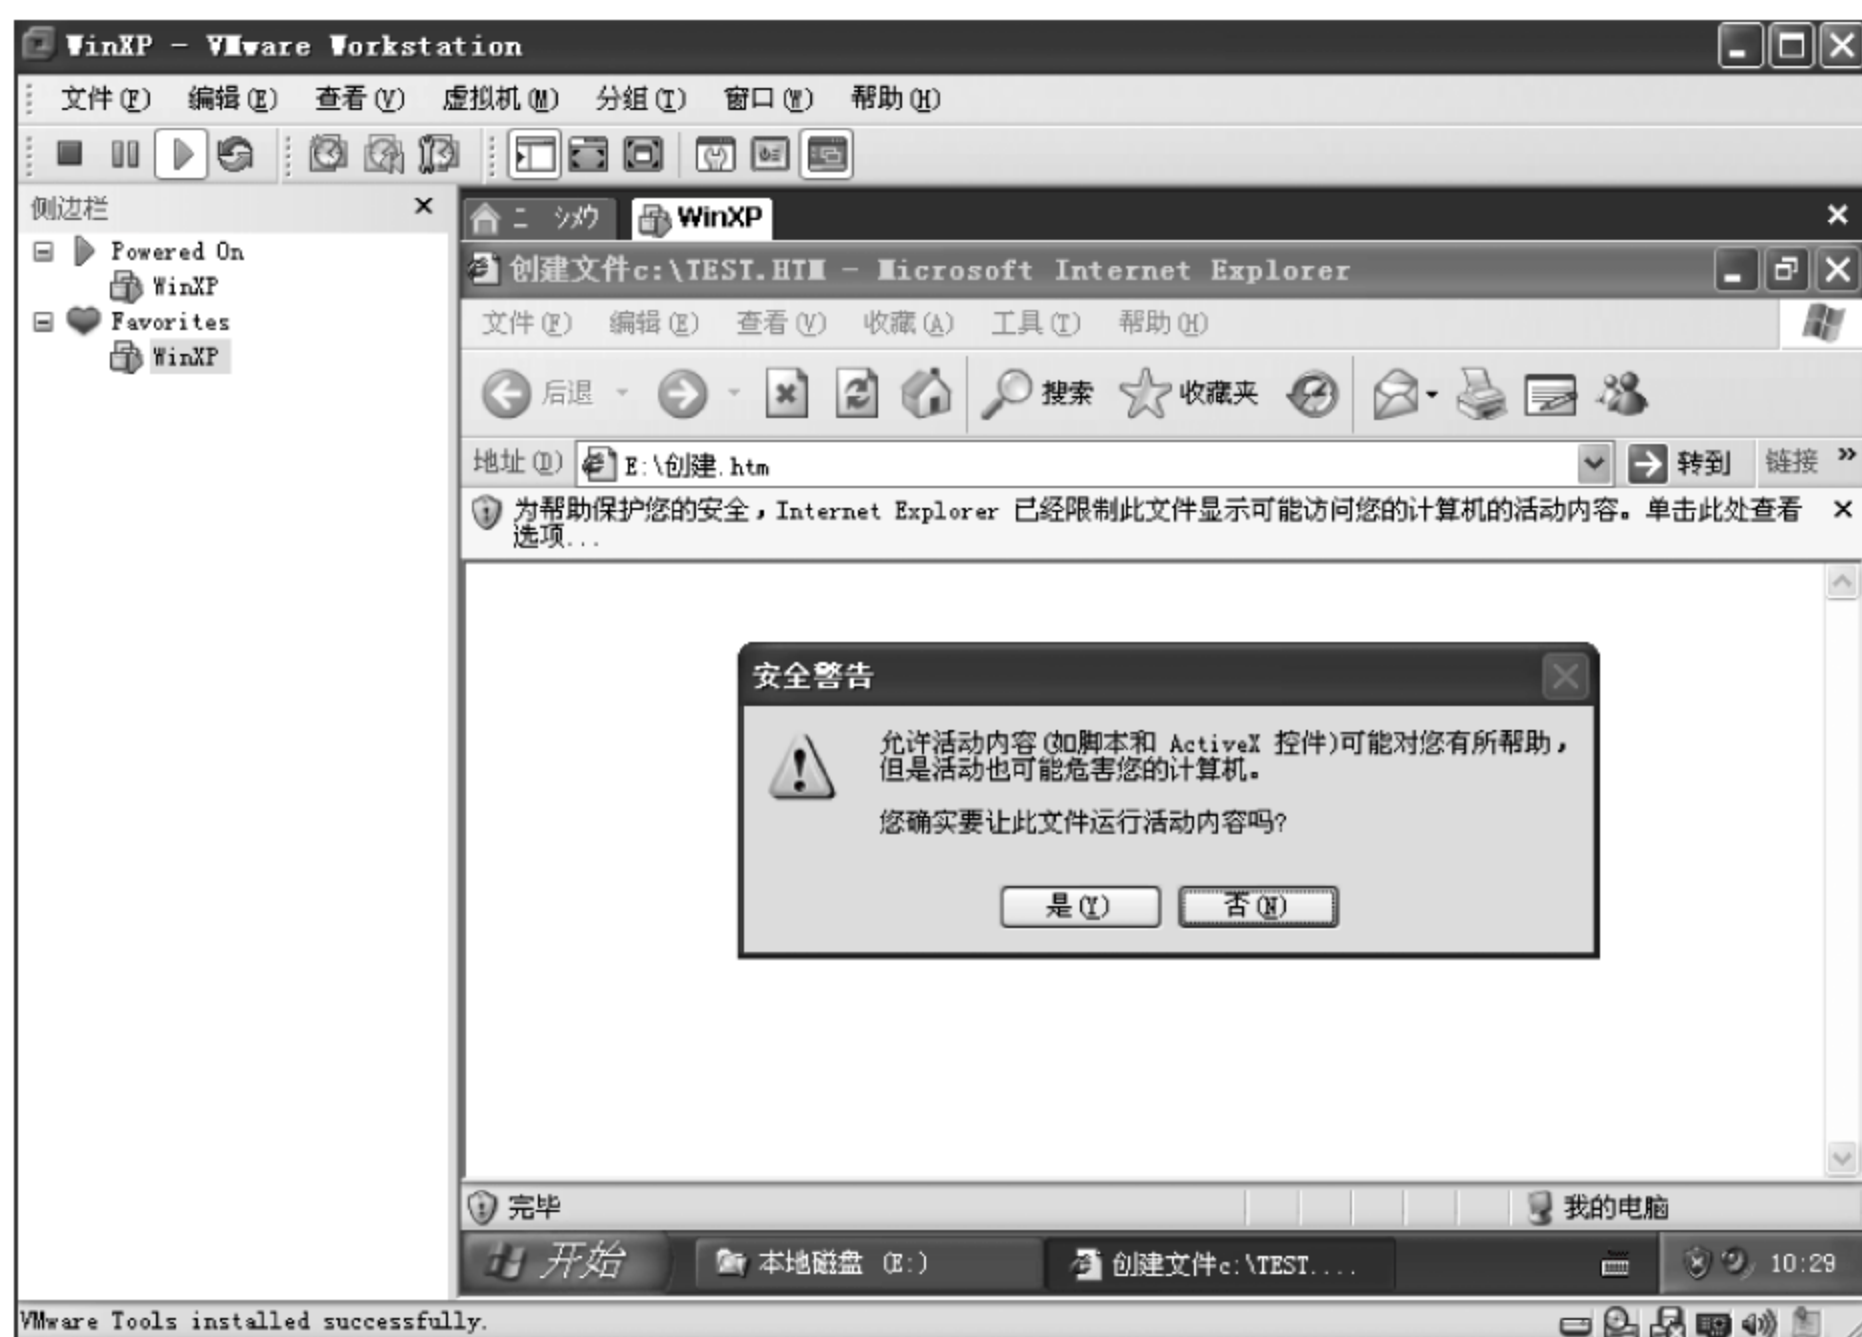 WinXP - VMware Workstation
文件(F) 编辑(E) 查看(V) 虚拟机(M) 分组(T) 窗口(W) 帮助(H)
侧边栏
Powered On
WinXP
Favorites
WinXP
ニ シメウ WinXP
创建文件c:\TEST.HTM - Microsoft Internet Explorer
文件(F) 编辑(E) 查看(V) 收藏(A) 工具(T) 帮助(H)
后退 搜索 收藏夹
地址(D) E:\创建.htm 转到 链接 »
为帮助保护您的安全，Internet Explorer 已经限制此文件显示可能访问您的计算机的活动内容。单击此处查看
选项...
安全警告
允许活动内容(如脚本和 ActiveX 控件)可能对您有所帮助，
但是活动也可能危害您的计算机。
您确实要让此文件运行活动内容吗?
是(Y) 否(N)
完毕 我的电脑
开始 本地磁盘 (E:) 创建文件c:\TEST.... 10:29
VMware Tools installed successfully.